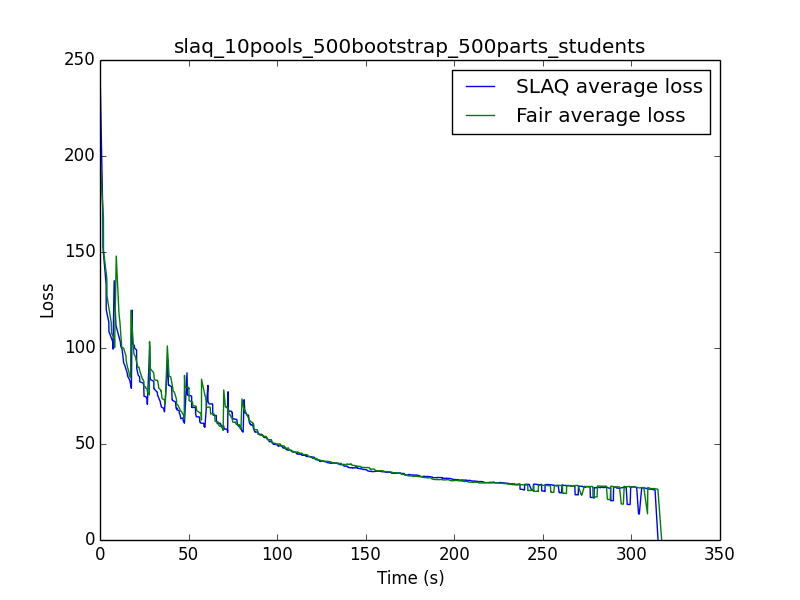 slaq_10pools_500bootstrap_500parts_students
SLAQ average loss
Fair average loss
250
200
150
100
50
0
Loss
0 50 100 150 200 250 300 350
Time (s)